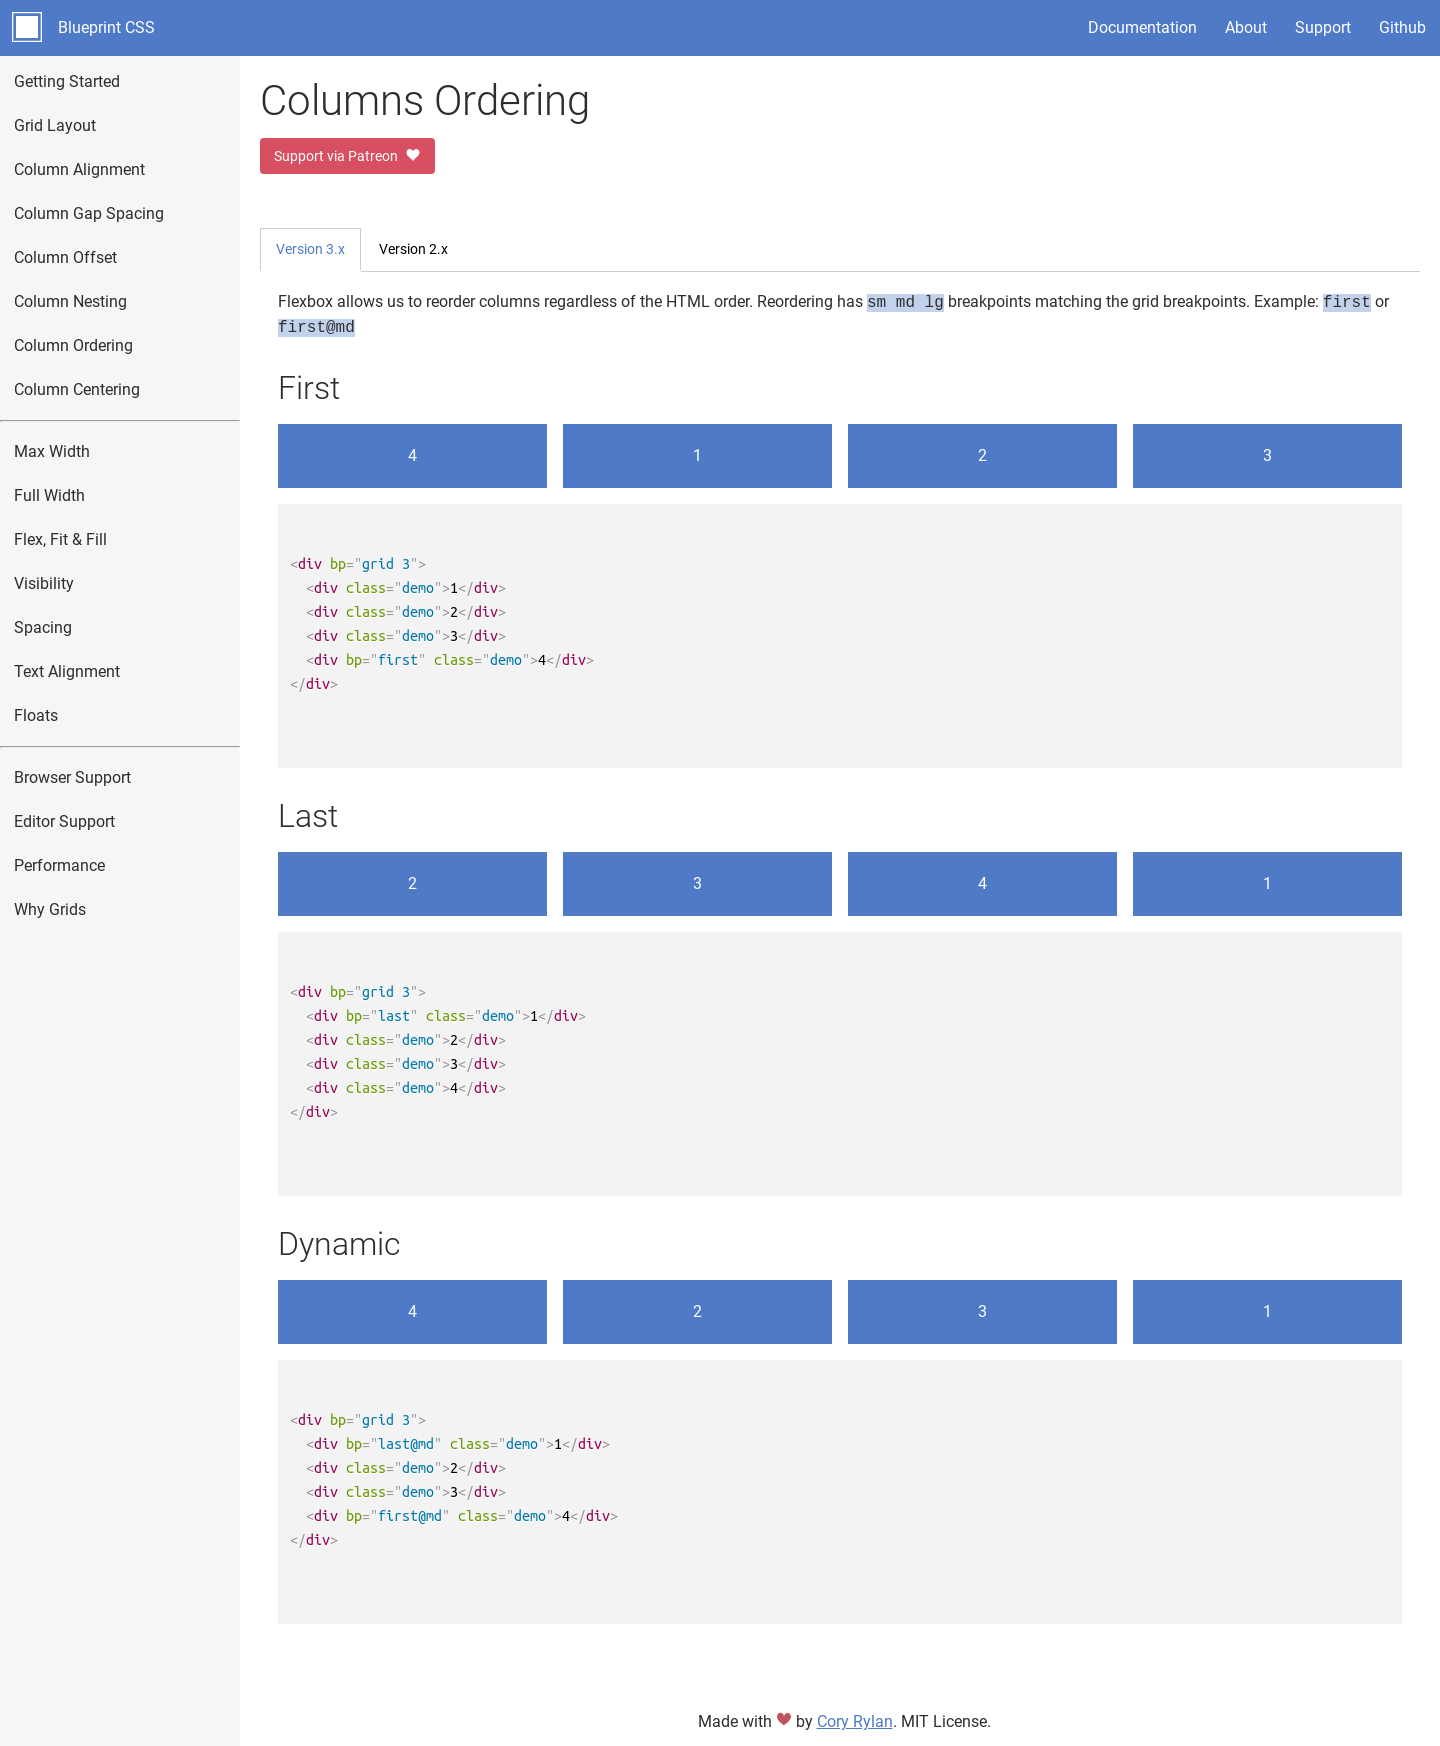 Blueprint CSS
Documentation
About
Support
Github
Getting Started
Grid Layout
Column Alignment
Column Gap Spacing
Column Offset
Column Nesting
Column Ordering
Column Centering
Max Width
Full Width
Flex, Fit & Fill
Visibility
Spacing
Text Alignment
Floats
Browser Support
Editor Support
Performance
Why Grids
Columns Ordering
Support via Patreon
Version 3.x
Version 2.x
Flexbox allows us to reorder columns regardless of the HTML order. Reordering has sm md lg breakpoints matching the grid breakpoints. Example: first or
first@md
First
4
1
2
3
<div bp="grid 3">
  <div class="demo">1</div>
  <div class="demo">2</div>
  <div class="demo">3</div>
  <div bp="first" class="demo">4</div>
</div>
Last
2
3
4
1
<div bp="grid 3">
  <div bp="last" class="demo">1</div>
  <div class="demo">2</div>
  <div class="demo">3</div>
  <div class="demo">4</div>
</div>
Dynamic
4
2
3
1
<div bp="grid 3">
  <div bp="last@md" class="demo">1</div>
  <div class="demo">2</div>
  <div class="demo">3</div>
  <div bp="first@md" class="demo">4</div>
</div>
Made with ♥ by Cory Rylan. MIT License.